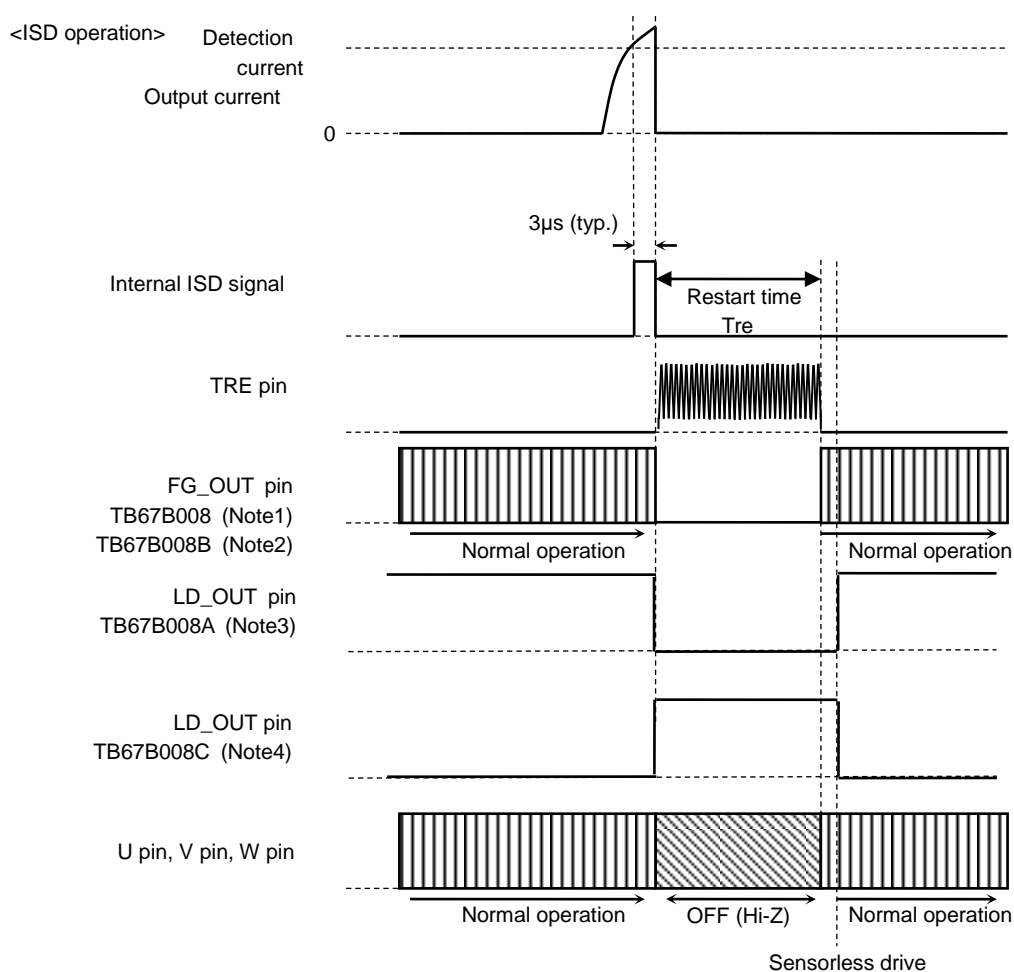 <ISD operation>
Detection
current
Output current
0
3µs (typ.)
Internal ISD signal
Restart time
Tre
TRE pin
FG_OUT pin
TB67B008 (Note1)
TB67B008B (Note2)
Normal operation
Normal operation
LD_OUT pin
TB67B008A (Note3)
LD_OUT pin
TB67B008C (Note4)
U pin, V pin, W pin
Normal operation
OFF (Hi-Z)
Normal operation
Sensorless drive